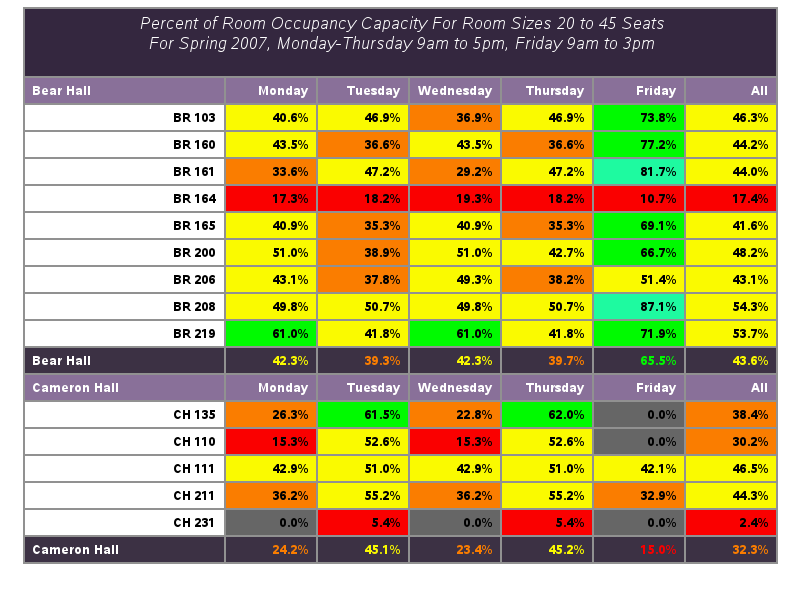 Percent of Room Occupancy Capacity For Room Sizes 20 to 45 Seats
For Spring 2007, Monday-Thursday 9am to 5pm, Friday 9am to 3pm
Bear Hall Monday Tuesday Wednesday Thursday Friday All
BR 103 40.6% 46.9% 36.9% 46.9% 73.8% 46.3%
BR 160 43.5% 36.6% 43.5% 36.6% 77.2% 44.2%
BR 161 33.6% 47.2% 29.2% 47.2% 81.7% 44.0%
BR 164 17.3% 18.2% 19.3% 18.2% 10.7% 17.4%
BR 165 40.9% 35.3% 40.9% 35.3% 69.1% 41.6%
BR 200 51.0% 38.9% 51.0% 42.7% 66.7% 48.2%
BR 206 43.1% 37.8% 49.3% 38.2% 51.4% 43.1%
BR 208 49.8% 50.7% 49.8% 50.7% 87.1% 54.3%
BR 219 61.0% 41.8% 61.0% 41.8% 71.9% 53.7%
Bear Hall 42.3% 39.3% 42.3% 39.7% 65.5% 43.6%
Cameron Hall Monday Tuesday Wednesday Thursday Friday All
CH 135 26.3% 61.5% 22.8% 62.0% 0.0% 38.4%
CH 110 15.3% 52.6% 15.3% 52.6% 0.0% 30.2%
CH 111 42.9% 51.0% 42.9% 51.0% 42.1% 46.5%
CH 211 36.2% 55.2% 36.2% 55.2% 32.9% 44.3%
CH 231 0.0% 5.4% 0.0% 5.4% 0.0% 2.4%
Cameron Hall 24.2% 45.1% 23.4% 45.2% 15.0% 32.3%